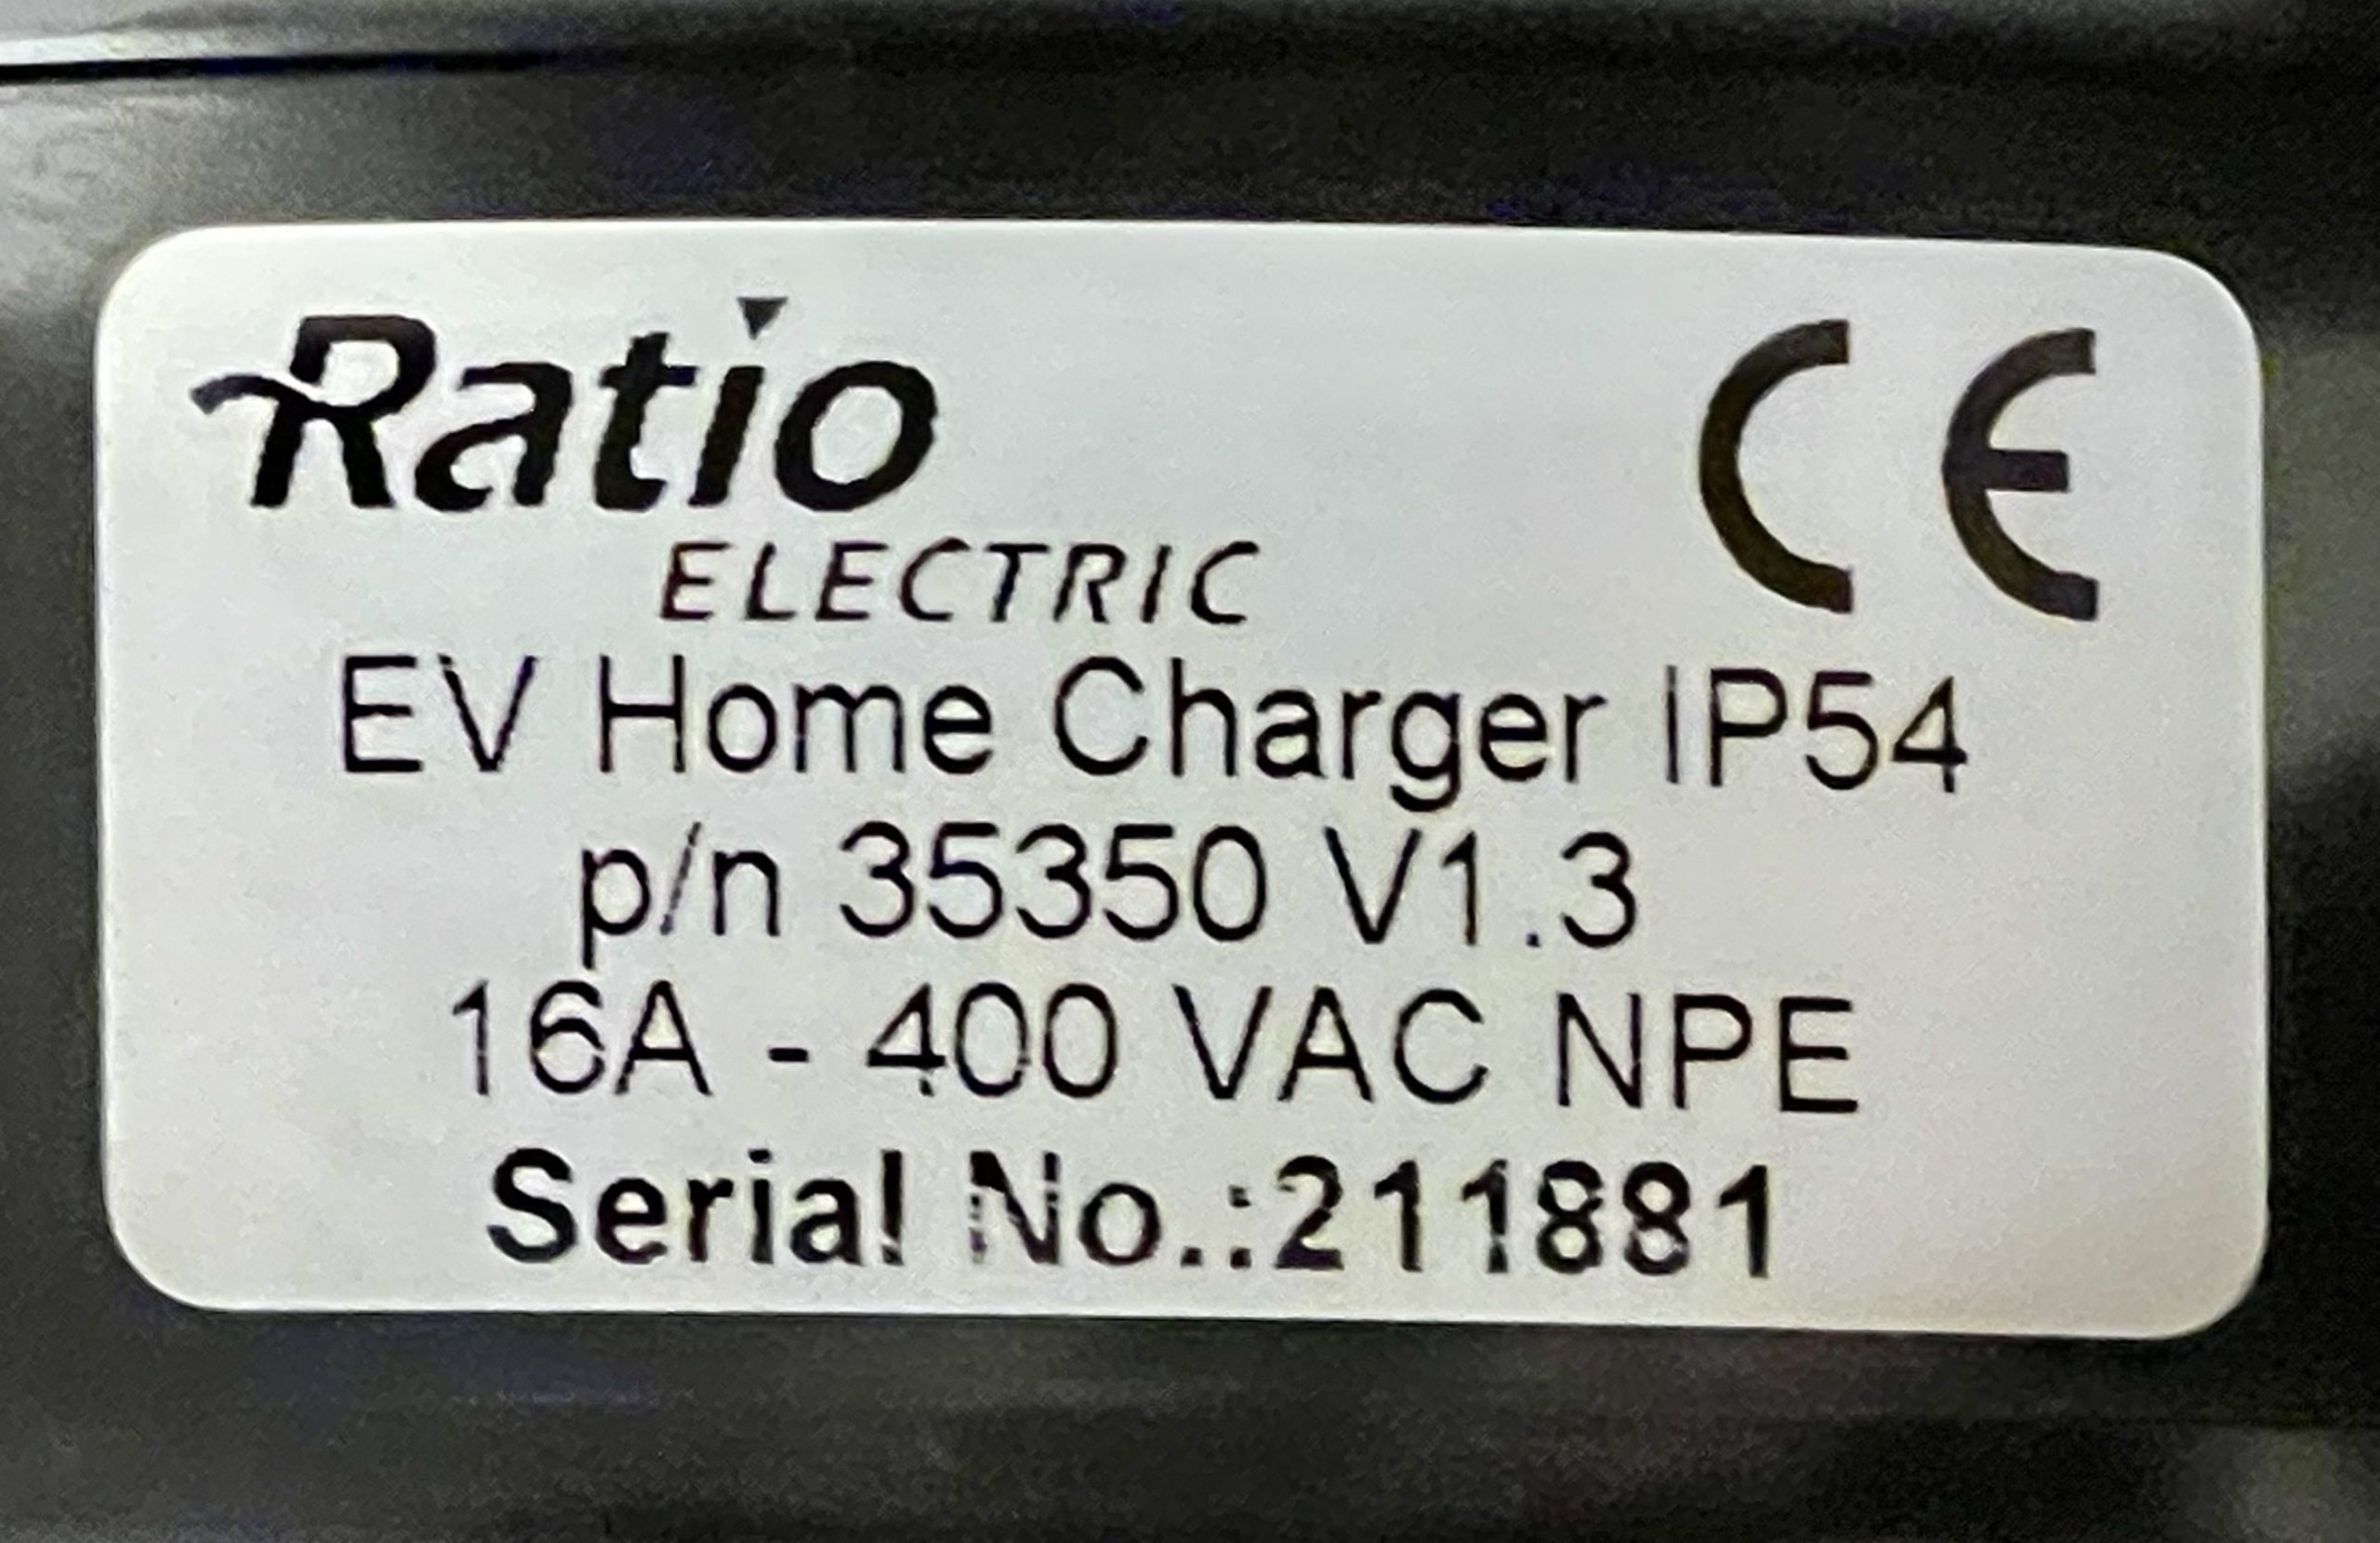 Ratio CE
ELECTRIC
EV Home Charger IP54
p/n 35350 V1.3
16A - 400 VAC NPE
Serial No.:211881